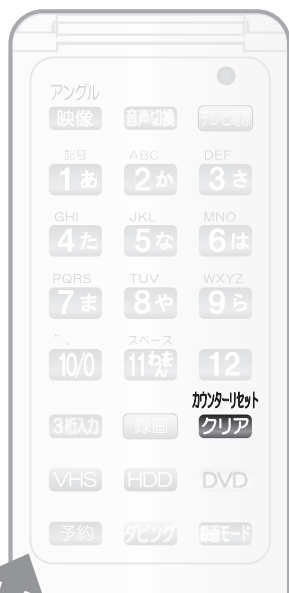 アングル
映像 音声切換 テレビ電源
記号 ABC DEF
1あ 2か 3さ
GHI JKL MNO
4た 5な 6は
PQRS TUV WXYZ
7ま 8や 9ら
"。 スペース
10/0 11わをん 12
カウンターリセット
3桁入力 録画 クリア
VHS HDD DVD
予約 ダビング 録画モード